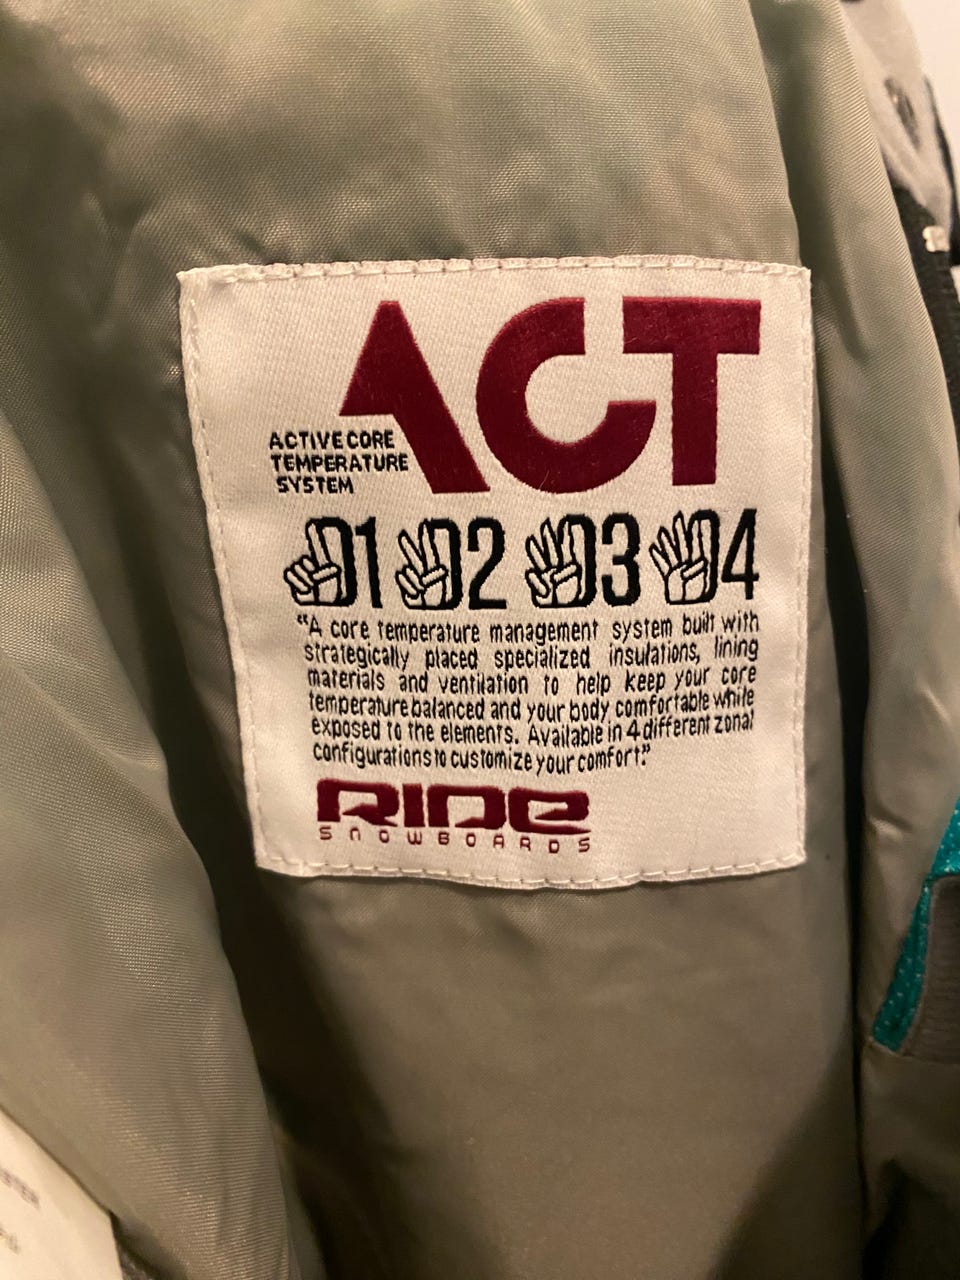 ACT
ACTIVE CORE
TEMPERATURE
SYSTEM
01 02 03 04
"A core temperature management system built with
strategically placed specialized insulations, lining
materials and ventilation to help keep your core
temperature balanced and your body comfortable while
exposed to the elements. Available in 4 different zonal
configurations to customize your comfort."
RIDE
SNOWBOARDS